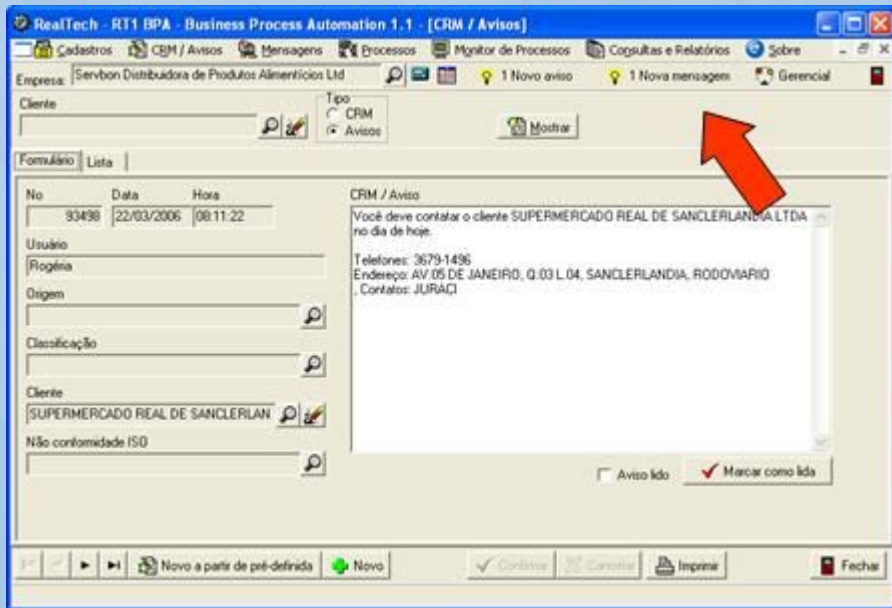 RealTech - RT1 BPA - Business Process Automation 1.1 - [CRM / Avisos]
Cadastros CRM / Avisos Mensagens Processos Monitor de Processos Consultas e Relatórios Sobre
Empresa: Servbon Distribuidora de Produtos Alimentícios Ltd 1 Novo aviso 1 Nova mensagem Gerencial
Cliente Tipo
CRM
Avisos
Mostrar
Formulário Lista
No Data Hora CRM / Aviso
93498 22/03/2006 08:11:22
Você deve contatar o cliente SUPERMERCADO REAL DE SANCLERLANDIA LTDA
no dia de hoje.
Usuário
Rogéria
Telefones: 3679-1496
Endereço: AV.05 DE JANEIRO, Q.03 L.04, SANCLERLANDIA, RODOVIARIO
, Contatos: JURACI
Origem
Classificação
Cliente
SUPERMERCADO REAL DE SANCLERLAN
Não conformidade ISO
Aviso lido Marcar como lida
Novo a partir de pré-definida Novo Confirmar Cancelar Imprimir Fechar